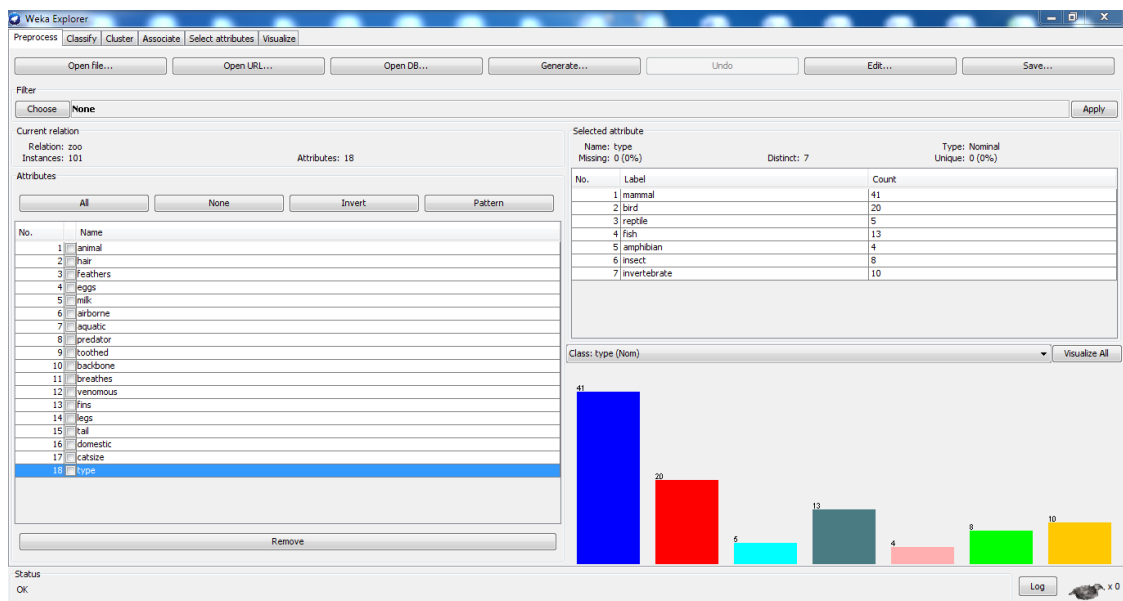 Weka Explorer
Preprocess Classify Cluster Associate Select attributes Visualize
Open file... Open URL... Open DB... Generate... Undo Edit... Save...
Filter
Choose None Apply
Current relation
Relation: zoo
Instances: 101 Attributes: 18
Attributes
All None Invert Pattern
No. Name
1 animal
2 hair
3 feathers
4 eggs
5 milk
6 airborne
7 aquatic
8 predator
9 toothed
10 backbone
11 breathes
12 venomous
13 fins
14 legs
15 tail
16 domestic
17 catsize
18 type
Remove
Selected attribute
Name: type Type: Nominal
Missing: 0 (0%) Distinct: 7 Unique: 0 (0%)
No. Label Count
1 mammal 41
2 bird 20
3 reptile 5
4 fish 13
5 amphibian 4
6 insect 8
7 invertebrate 10
Class: type (Nom) Visualize All
41
20
5
13
4
8
10
Status
OK
Log x 0